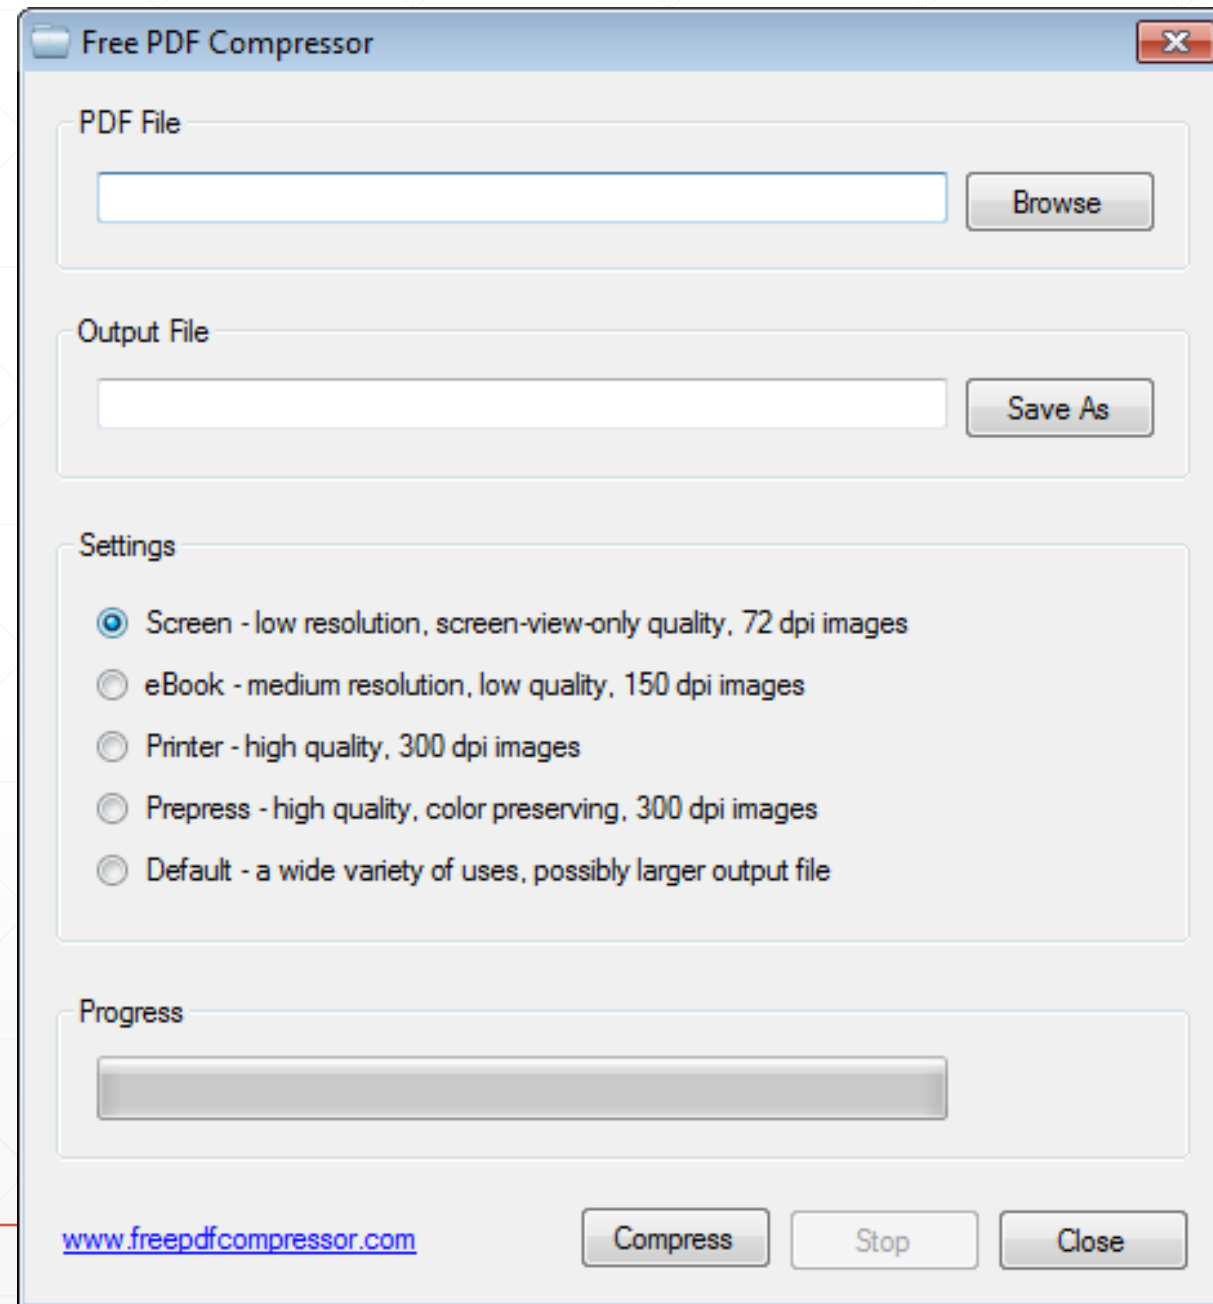 Free PDF Compressor
PDF File
Browse
Output File
Save As
Settings
Screen - low resolution, screen-view-only quality, 72 dpi images
eBook - medium resolution, low quality, 150 dpi images
Printer - high quality, 300 dpi images
Prepress - high quality, color preserving, 300 dpi images
Default - a wide variety of uses, possibly larger output file
Progress
www.freepdfcompressor.com
Compress
Stop
Close